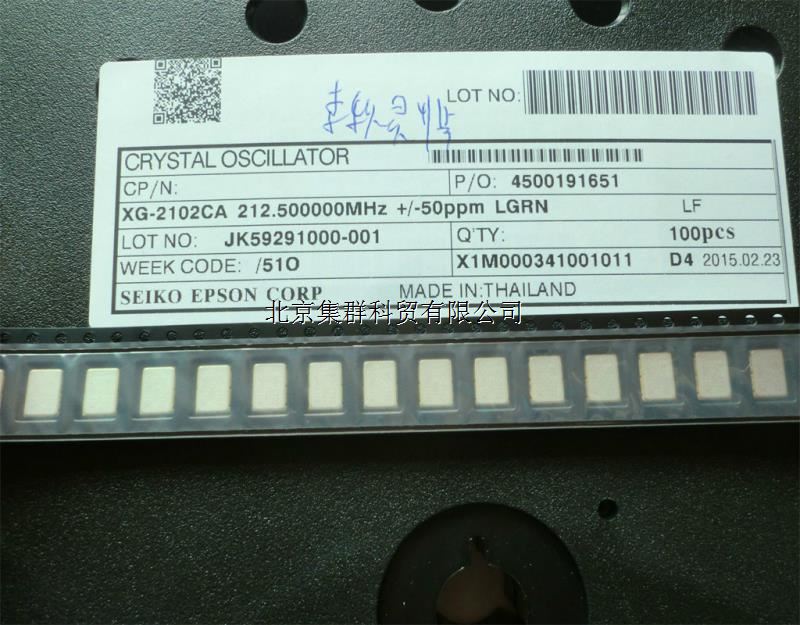 LOT NO:
CRYSTAL OSCILLATOR
CP/N: P/O: 4500191651
XG-2102CA 212.500000MHz +/-50ppm LGRN LF
LOT NO: JK59291000-001 Q'TY: 100pcs
WEEK CODE: /51O X1M000341001011 D4 2015.02.23
SEIKO EPSON CORP MADE IN:THAILAND
北京集群科贸有限公司